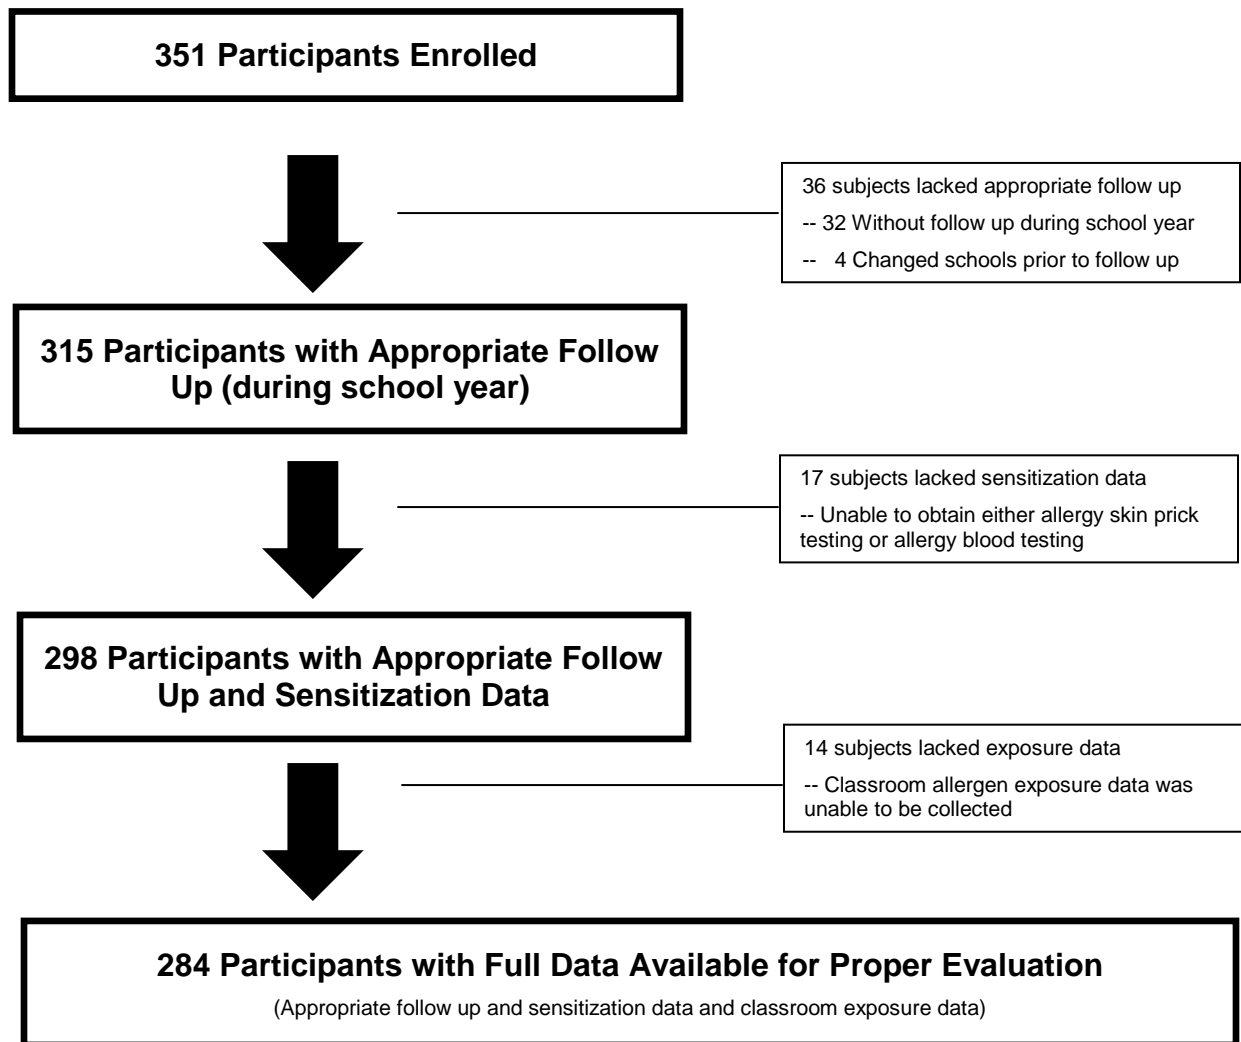 351 Participants Enrolled
36 subjects lacked appropriate follow up
-- 32 Without follow up during school year
-- 4 Changed schools prior to follow up
315 Participants with Appropriate Follow
Up (during school year)
17 subjects lacked sensitization data
-- Unable to obtain either allergy skin prick
testing or allergy blood testing
298 Participants with Appropriate Follow
Up and Sensitization Data
14 subjects lacked exposure data
-- Classroom allergen exposure data was
unable to be collected
284 Participants with Full Data Available for Proper Evaluation
(Appropriate follow up and sensitization data and classroom exposure data)